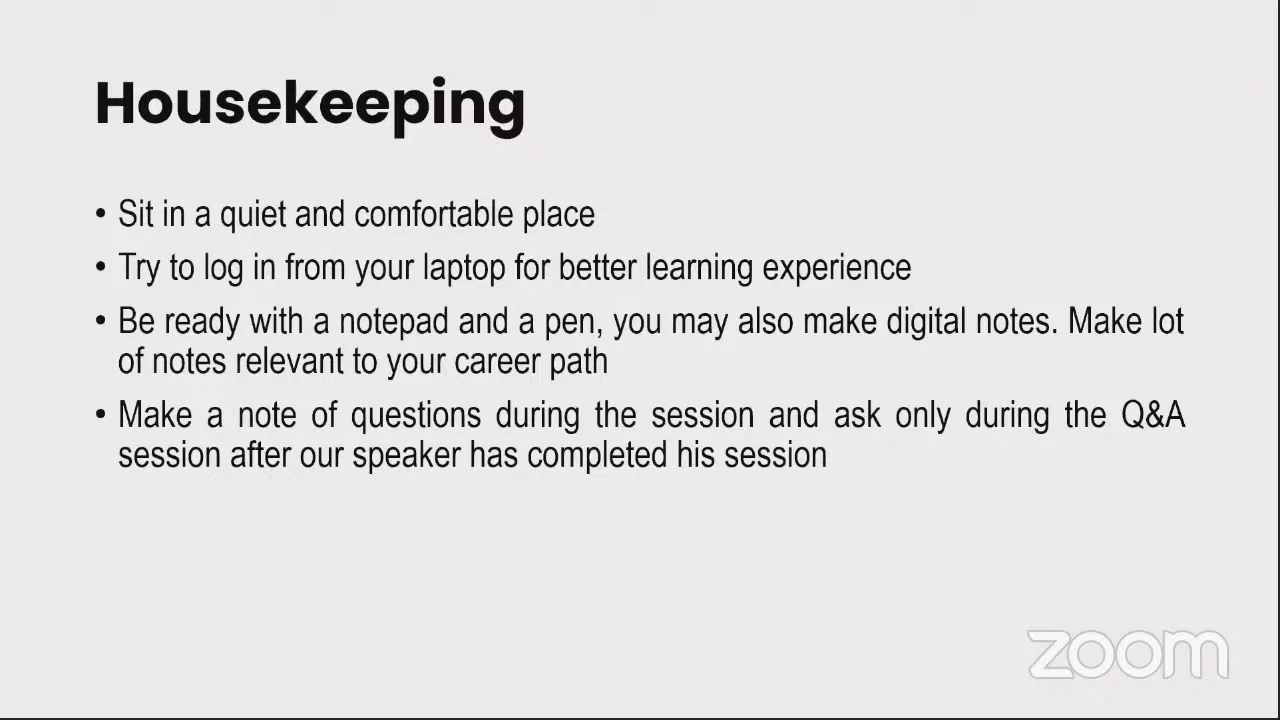 Housekeeping
• Sit in a quiet and comfortable place
• Try to log in from your laptop for better learning experience
• Be ready with a notepad and a pen, you may also make digital notes. Make lot
of notes relevant to your career path
• Make a note of questions during the session and ask only during the Q&A
session after our speaker has completed his session
zoom